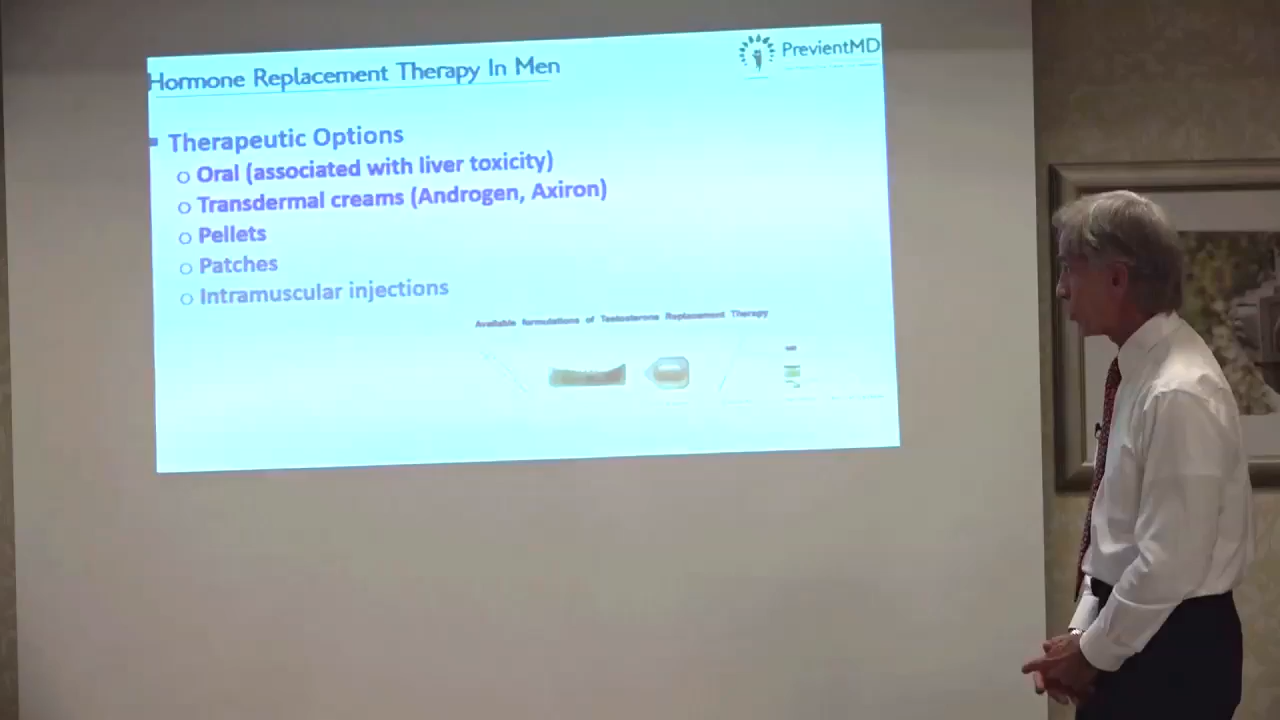 Hormone Replacement Therapy In Men
PrevientMD
Therapeutic Options
Oral (associated with liver toxicity)
Transdermal creams (Androgen, Axiron)
Pellets
Patches
Intramuscular injections
Available formulations of Testosterone Replacement Therapy